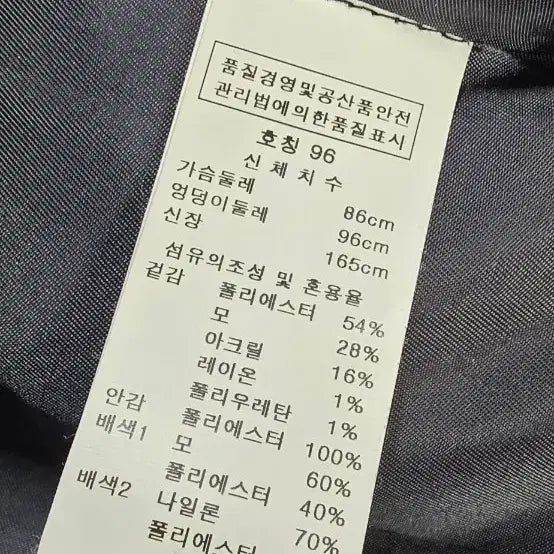 품질경영및공산품안전
관리법에의한품질표시
호칭 96
신체치수
가슴둘레 86cm
엉덩이둘레 96cm
신장 165cm
섬유의조성 및 혼용율
겉감 폴리에스터 54%
모 28%
아크릴 16%
레이온 1%
폴리우레탄 1%
안감 폴리에스터 100%
배색1 모 60%
폴리에스터 40%
배색2 나일론 70%
폴리에스터